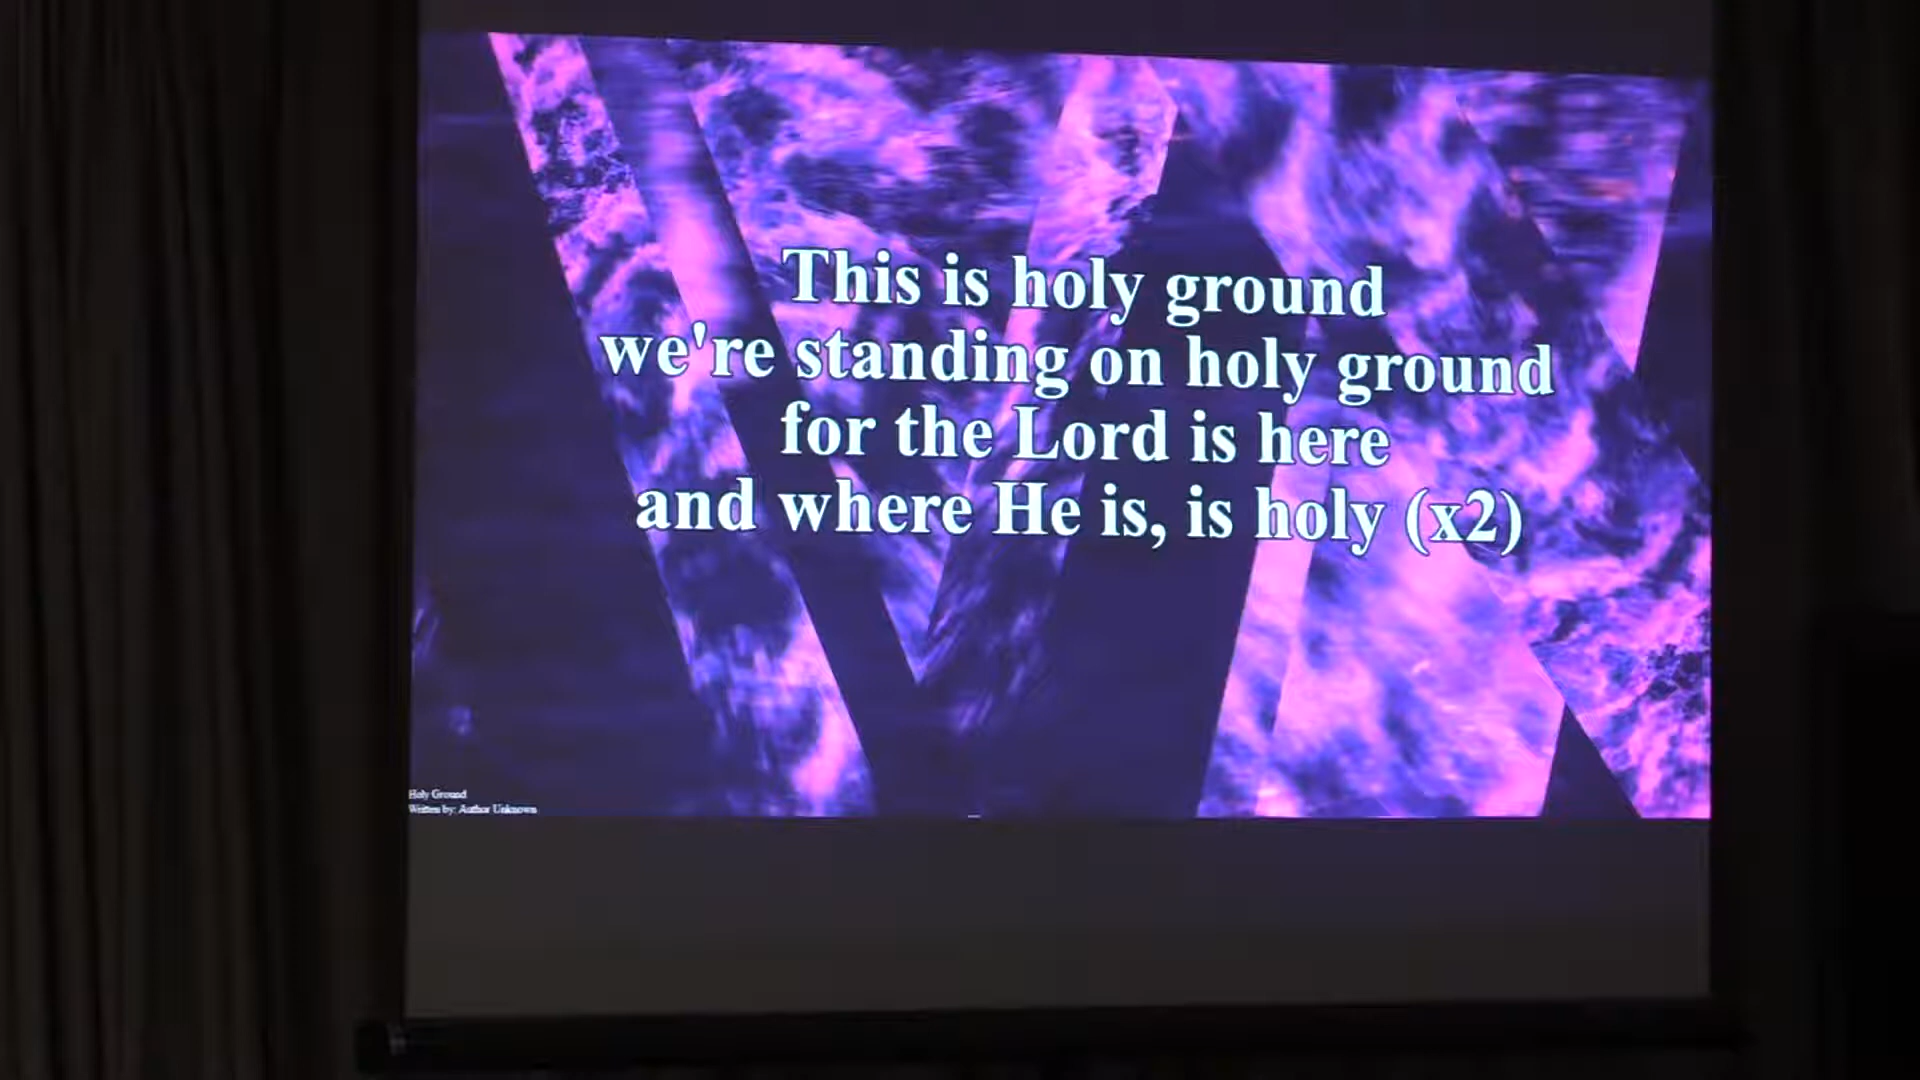 This is holy ground
we're standing on holy ground
for the Lord is here
and where He is, is holy (x2)
Holy Ground
Written by: Author Unknown